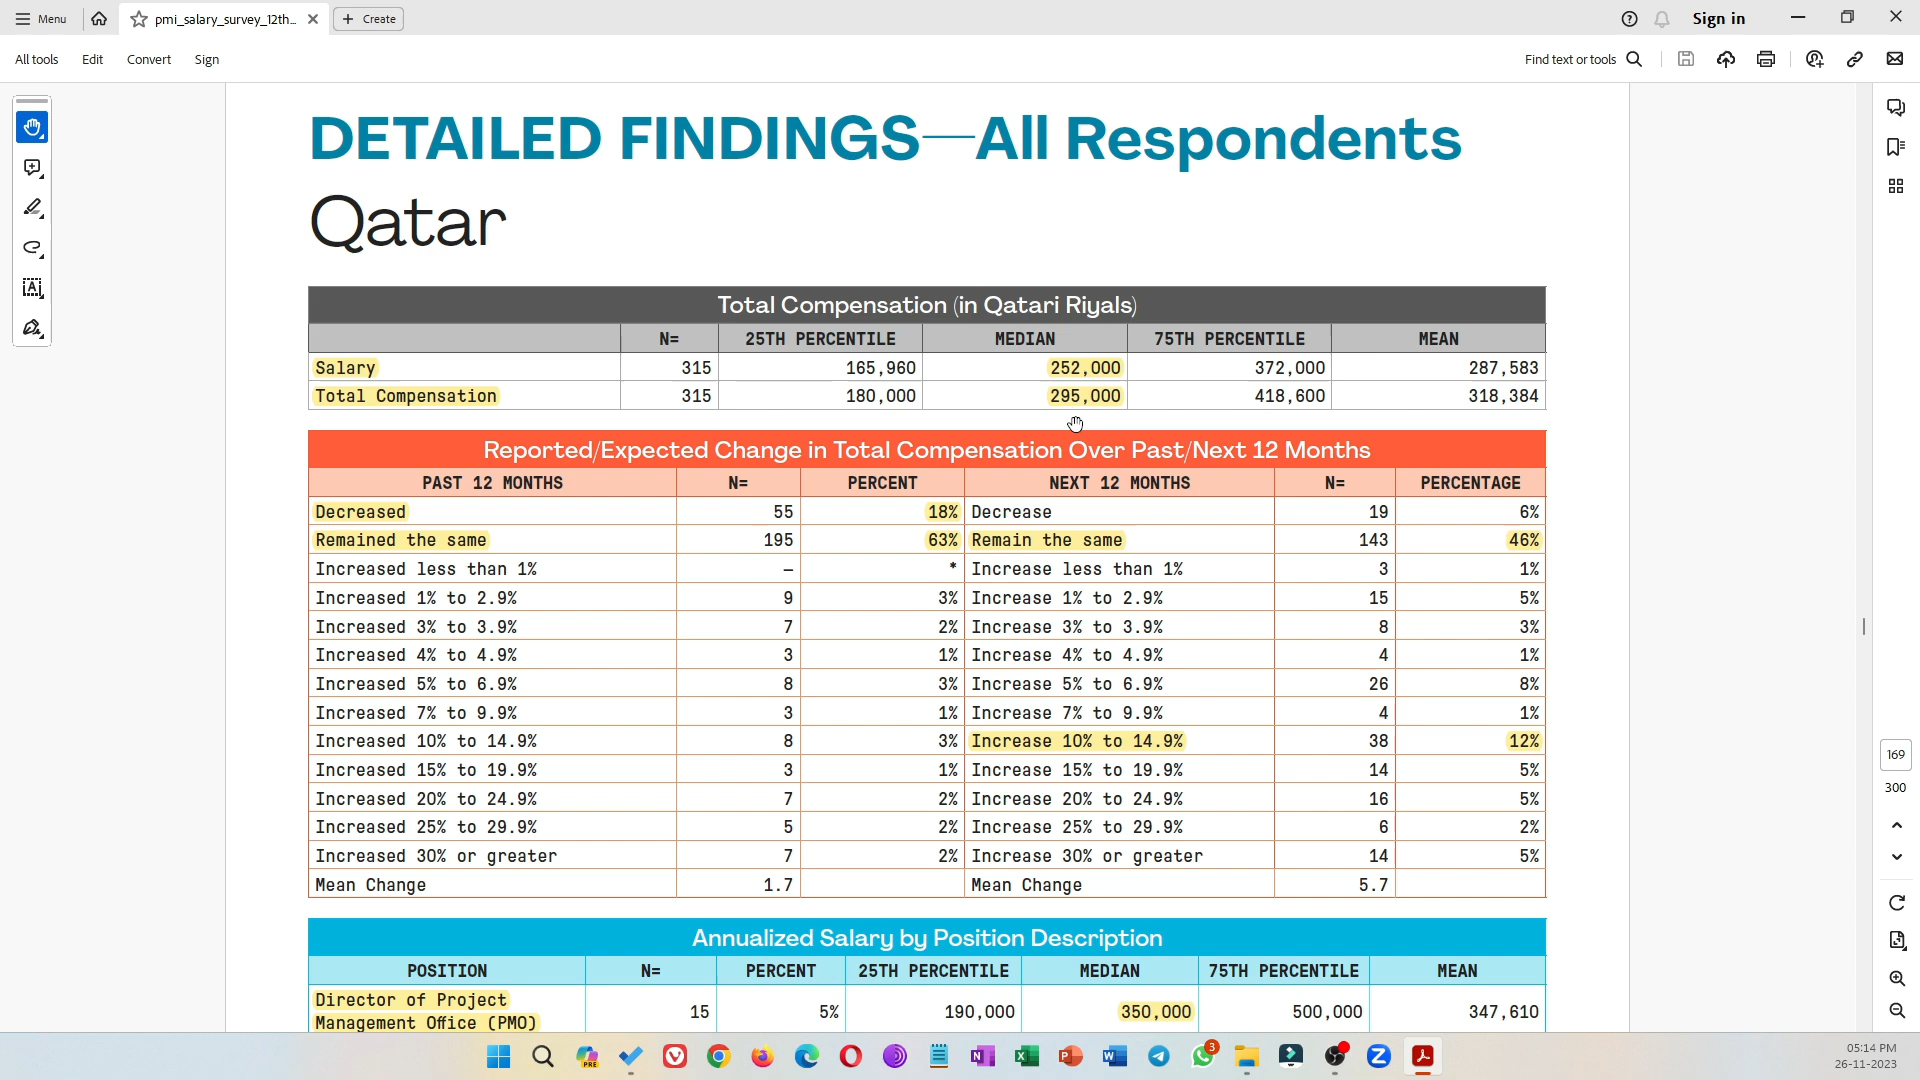 Menu
pmi_salary_survey_12th...
+ Create
Sign in
All tools Edit Convert Sign
Find text or tools
DETAILED FINDINGS—All Respondents
Qatar
Total Compensation (in Qatari Riyals)
N= 25TH PERCENTILE MEDIAN 75TH PERCENTILE MEAN
Salary 315 165,960 252,000 372,000 287,583
Total Compensation 315 180,000 295,000 418,600 318,384
Reported/Expected Change in Total Compensation Over Past/Next 12 Months
PAST 12 MONTHS N= PERCENT NEXT 12 MONTHS N= PERCENTAGE
Decreased 55 18% Decrease 19 6%
Remained the same 195 63% Remain the same 143 46%
Increased less than 1% – * Increase less than 1% 3 1%
Increased 1% to 2.9% 9 3% Increase 1% to 2.9% 15 5%
Increased 3% to 3.9% 7 2% Increase 3% to 3.9% 8 3%
Increased 4% to 4.9% 3 1% Increase 4% to 4.9% 4 1%
Increased 5% to 6.9% 8 3% Increase 5% to 6.9% 26 8%
Increased 7% to 9.9% 3 1% Increase 7% to 9.9% 4 1%
Increased 10% to 14.9% 8 3% Increase 10% to 14.9% 38 12%
Increased 15% to 19.9% 3 1% Increase 15% to 19.9% 14 5%
Increased 20% to 24.9% 7 2% Increase 20% to 24.9% 16 5%
Increased 25% to 29.9% 5 2% Increase 25% to 29.9% 6 2%
Increased 30% or greater 7 2% Increase 30% or greater 14 5%
Mean Change 1.7 Mean Change 5.7
Annualized Salary by Position Description
POSITION N= PERCENT 25TH PERCENTILE MEDIAN 75TH PERCENTILE MEAN
Director of Project
Management Office (PMO) 15 5% 190,000 350,000 500,000 347,610
169
300
PRE
3
05:14 PM
26-11-2023